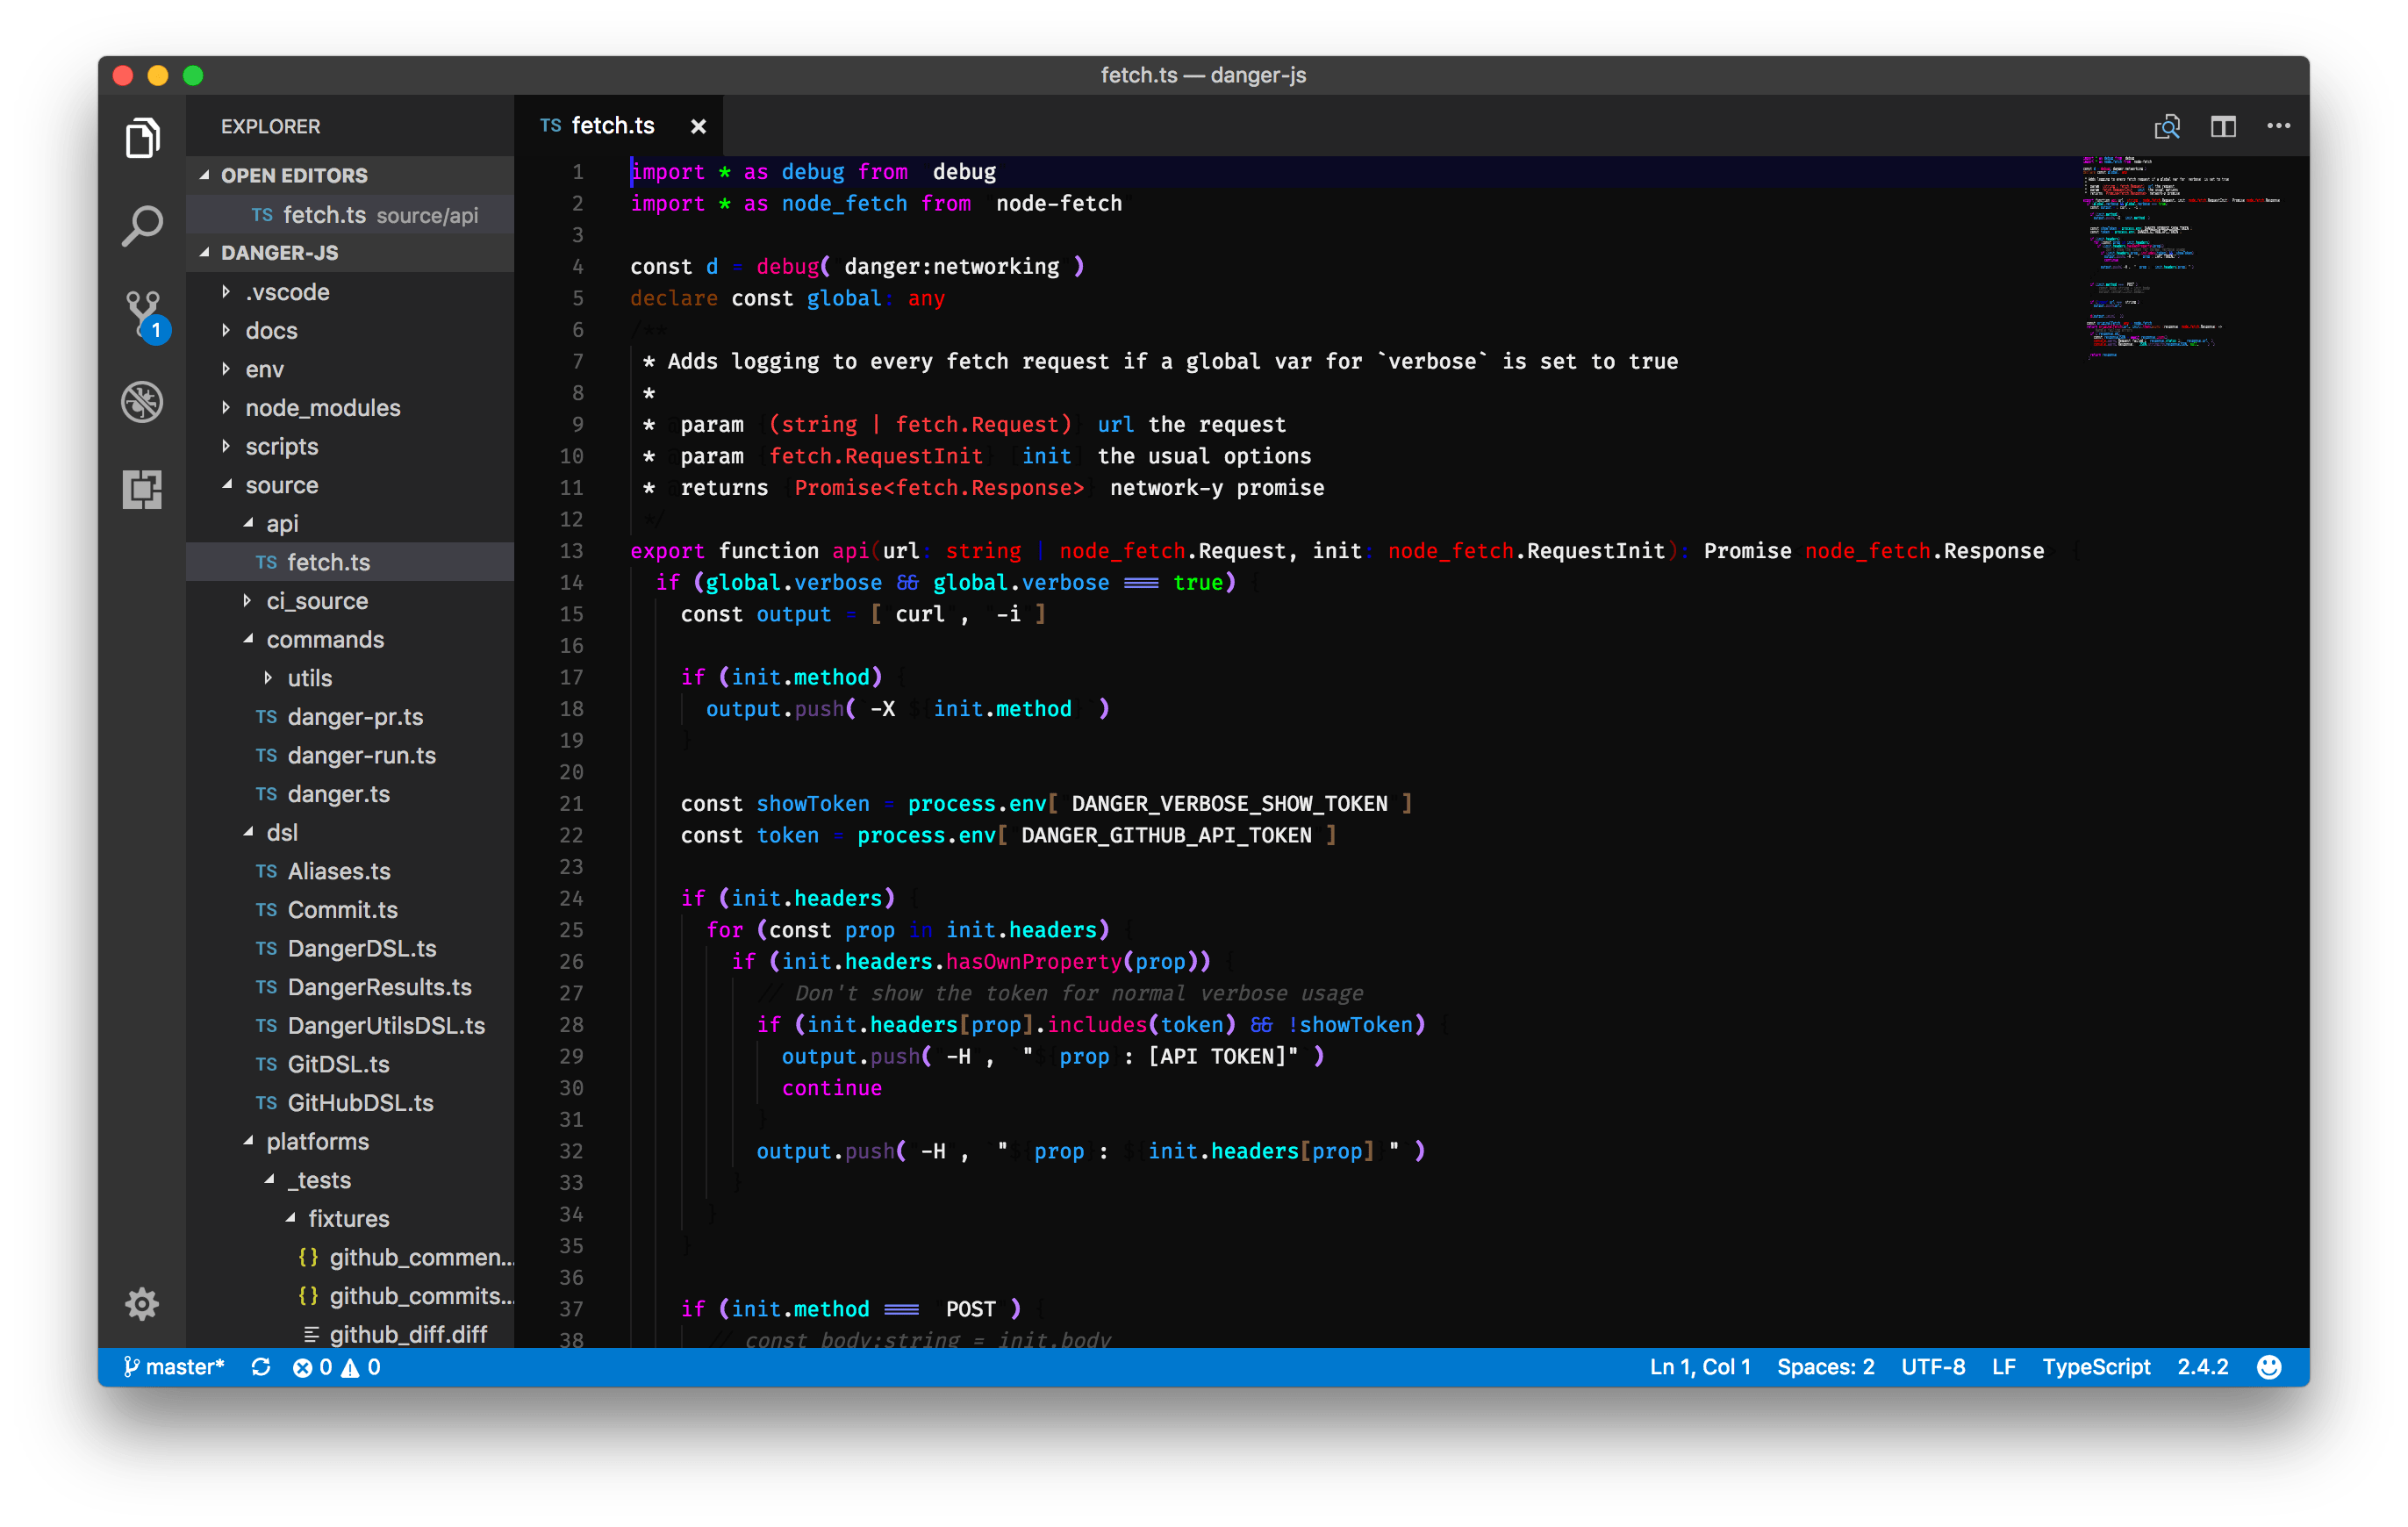 fetch.ts — danger-js
EXPLORER
OPEN EDITORS
TS fetch.ts source/api
DANGER-JS
.vscode
docs
env
node_modules
scripts
source
api
TS fetch.ts
ci_source
commands
utils
TS danger-pr.ts
TS danger-run.ts
TS danger.ts
dsl
TS Aliases.ts
TS Commit.ts
TS DangerDSL.ts
TS DangerResults.ts
TS DangerUtilsDSL.ts
TS GitDSL.ts
TS GitHubDSL.ts
platforms
_tests
fixtures
{} github_commen...
{} github_commits...
github_diff.diff
1
TS fetch.ts ×
1 import * as debug from debug
2 import * as node_fetch from node-fetch
3
4 const d = debug( danger:networking )
5 declare const global: any
6 /**
7 * Adds logging to every fetch request if a global var for `verbose` is set to true
8 *
9 * @param {(string | fetch.Request)} url the request
10 * @param {fetch.RequestInit} [init] the usual options
11 * @returns {Promise<fetch.Response>} network-y promise
12 */
13 export function api(url: string | node_fetch.Request, init: node_fetch.RequestInit): Promise<node_fetch.Response> {
14 if (global.verbose && global.verbose === true) {
15 const output = ["curl", "-i"]
16
17 if (init.method) {
18 output.push(`-X ${init.method}`)
19 }
20
21 const showToken = process.env["DANGER_VERBOSE_SHOW_TOKEN"]
22 const token = process.env["DANGER_GITHUB_API_TOKEN"]
23
24 if (init.headers) {
25 for (const prop in init.headers) {
26 if (init.headers.hasOwnProperty(prop)) {
27 // Don't show the token for normal verbose usage
28 if (init.headers[prop].includes(token) && !showToken) {
29 output.push("-H", `"${prop}: [API TOKEN]"`)
30 continue
31 }
32 output.push("-H", `"${prop}: ${init.headers[prop]}"`)
33 }
34 }
35 }
36
37 if (init.method === "POST") {
38 // const body:string = init.body
master* 0 0
Ln 1, Col 1 Spaces: 2 UTF-8 LF TypeScript 2.4.2